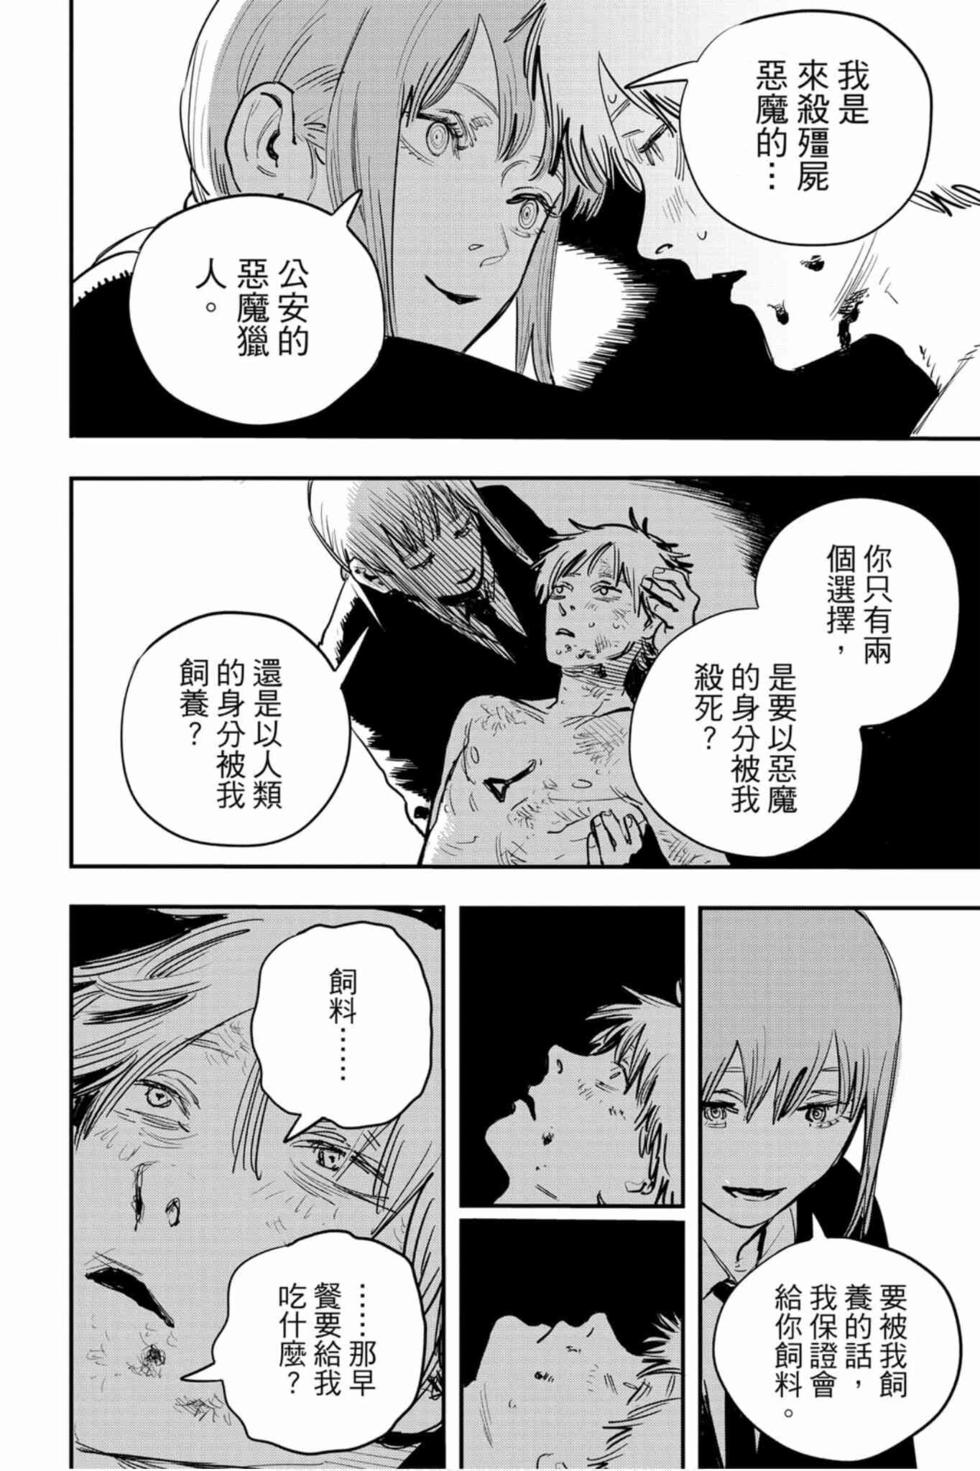 我是
來殺殭屍
惡魔的⋯
公安的
惡魔獵
人。
你只有兩
個選擇，
是要以惡魔
的身分被我
殺死？
還是以人類
的身分被我
飼養？
要被我飼
養的話，
我保證會
給你飼料。
飼料⋯⋯
⋯⋯那早
餐要給我
吃什麼？